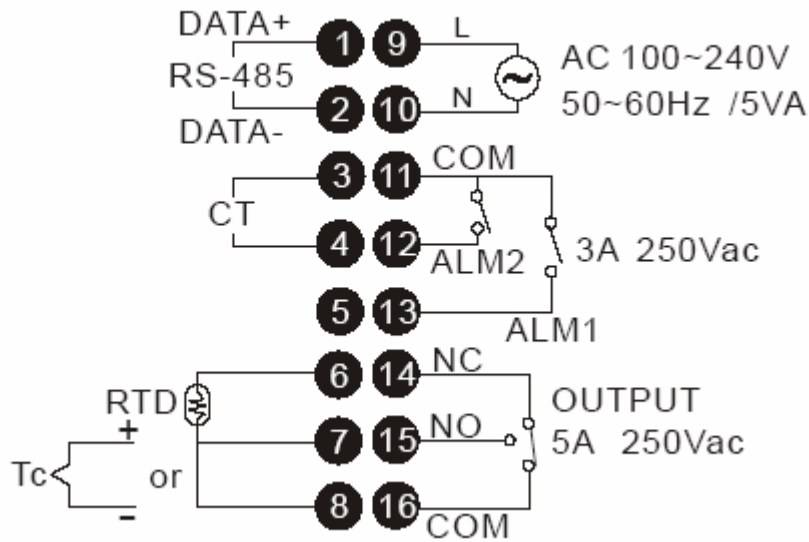 DATA+
1 9 L
RS-485
AC 100~240V
2 10 N
50~60Hz /5VA
DATA-
COM
3 11
CT
4 12
ALM2
3A 250Vac
5 13
ALM1
6 14 NC
RTD
OUTPUT
+
7 15 NO
5A 250Vac
Tc or
8 16
-
COM